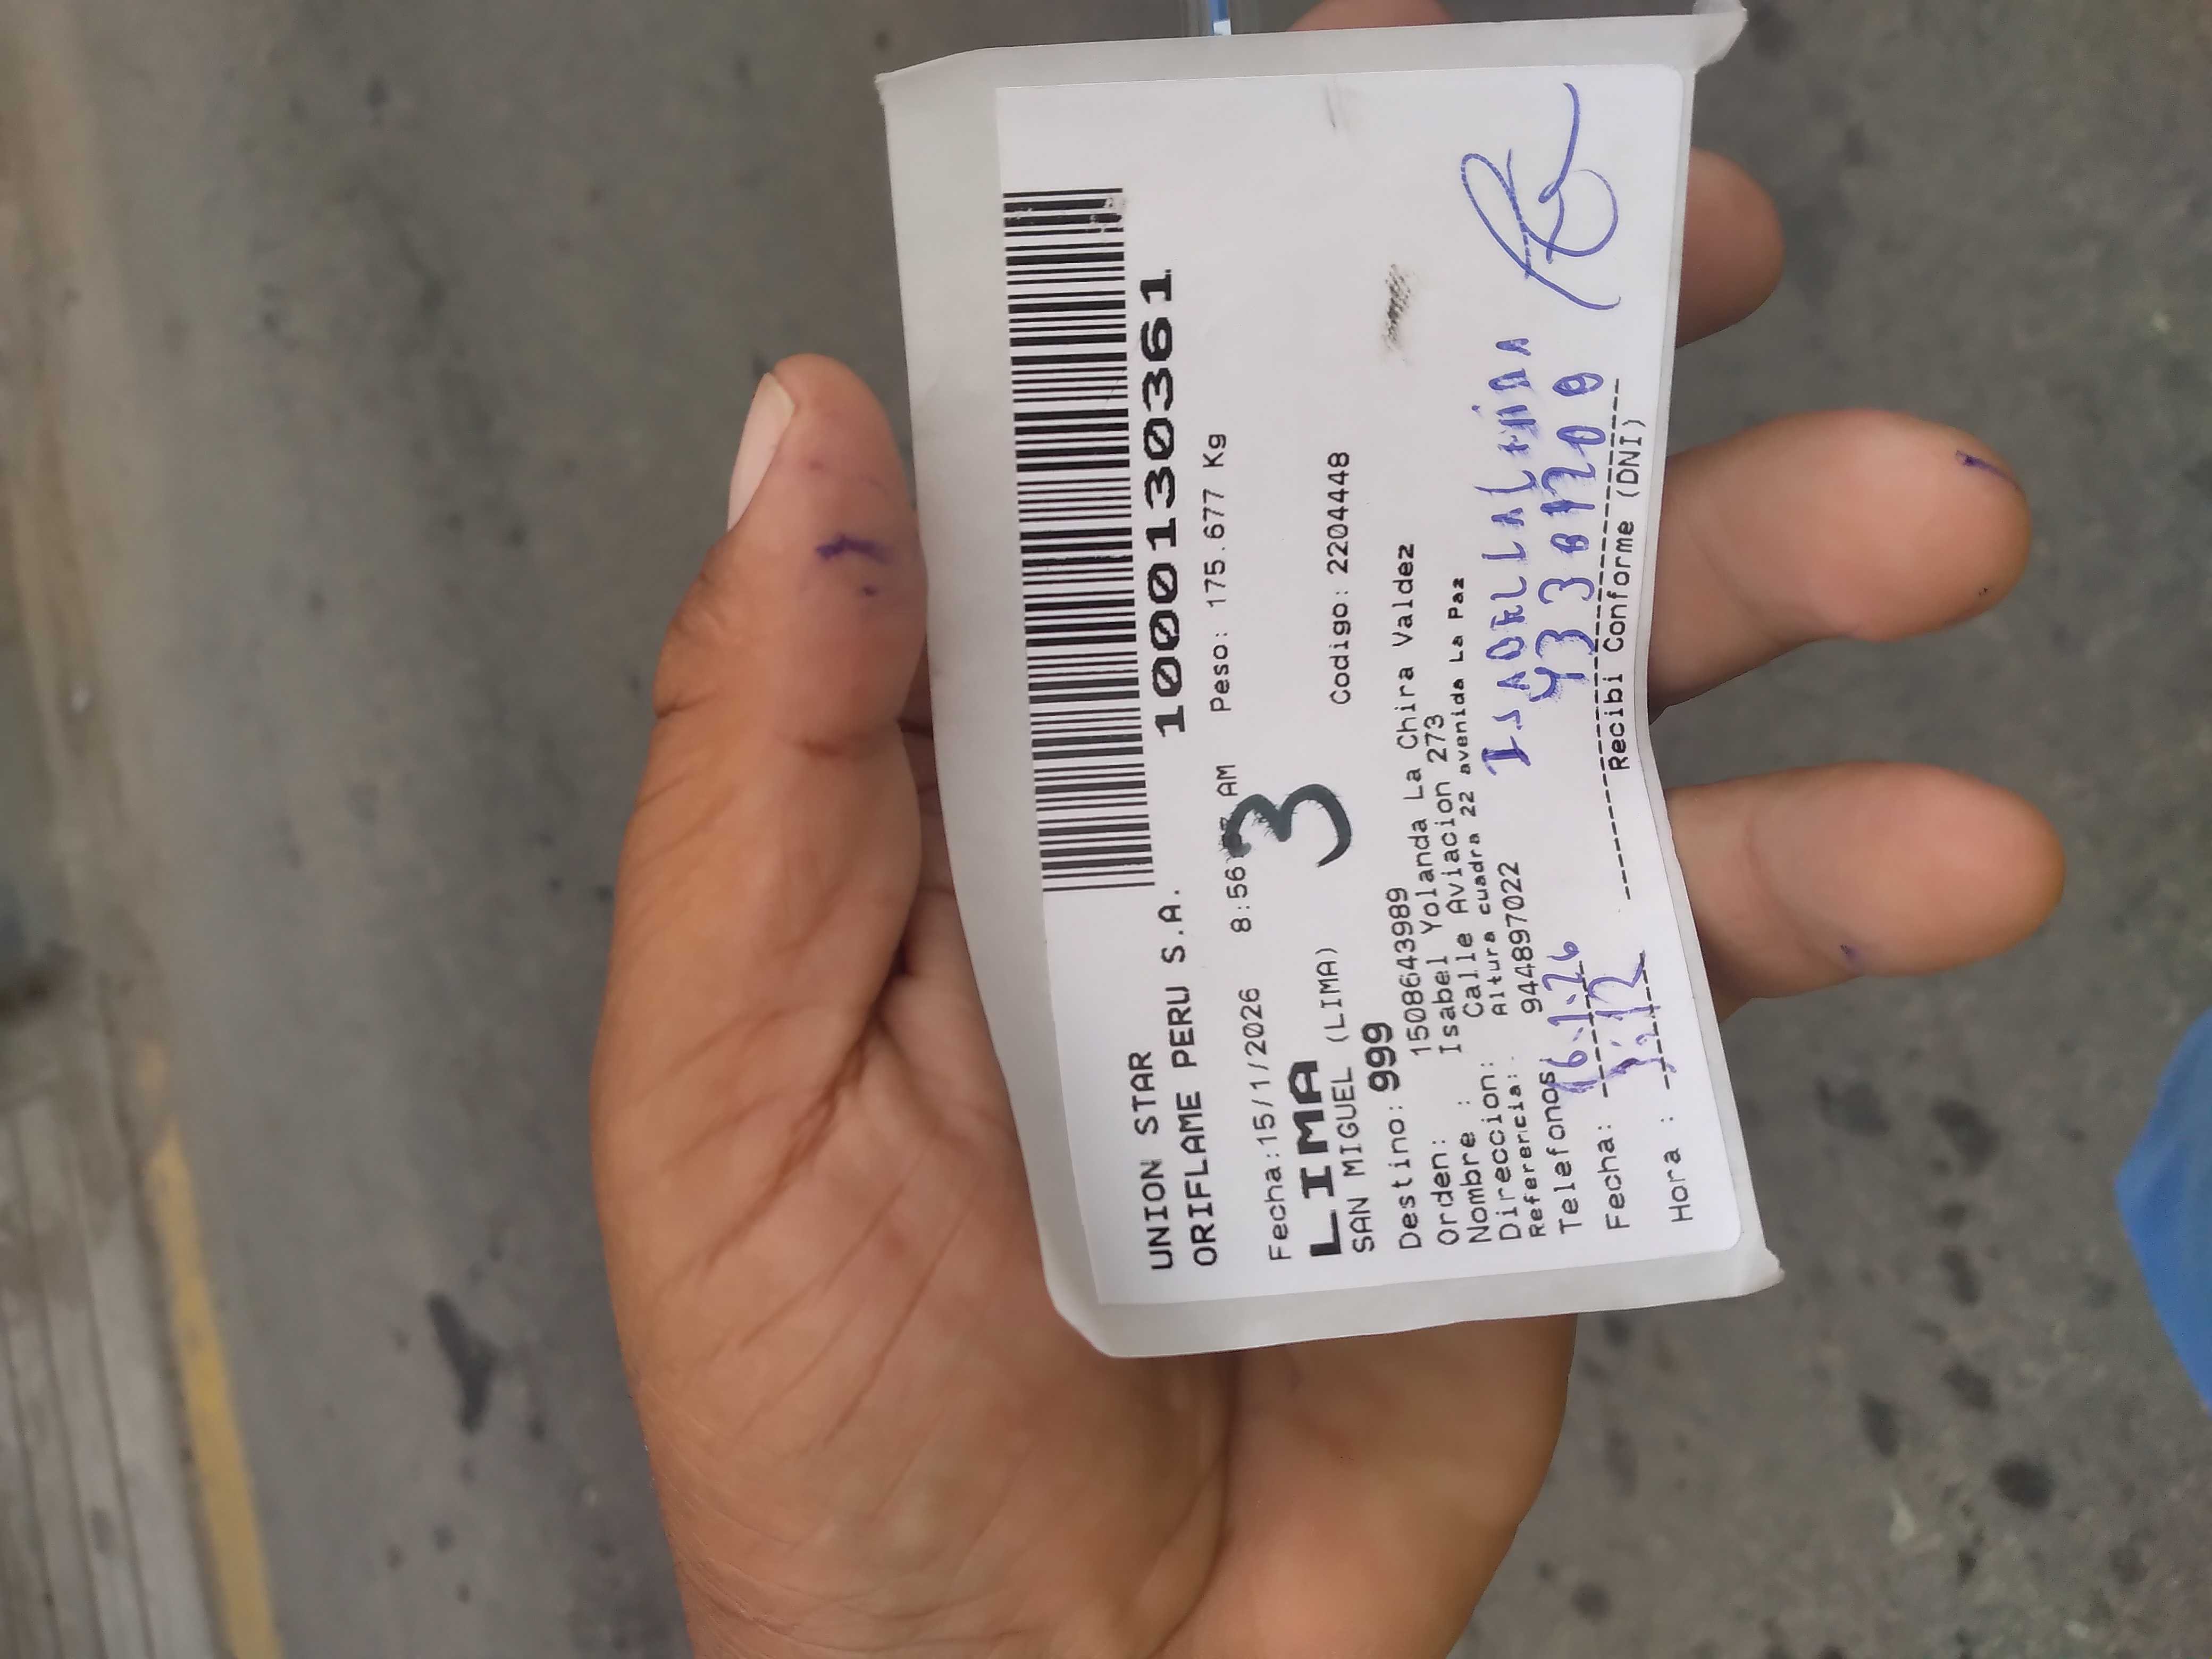 UNION STAR
ORIFLAME PERU S.A. 1000130361
Fecha:15/1/2026 8:56 AM Peso: 175.677 Kg
LIMA 3
SAN MIGUEL (LIMA) Codigo: 2204448
Destino: 999
Orden: 1508643989
Nombre : Isabel Yolanda La Chira Valdez
Direccion: Calle Aviacion 273
Referencia: Altura cuadra 22 avenida La Paz
Telefonos: 944897022
Fecha: 16.1.26
Hora :
Recibi Conforme (DNI)